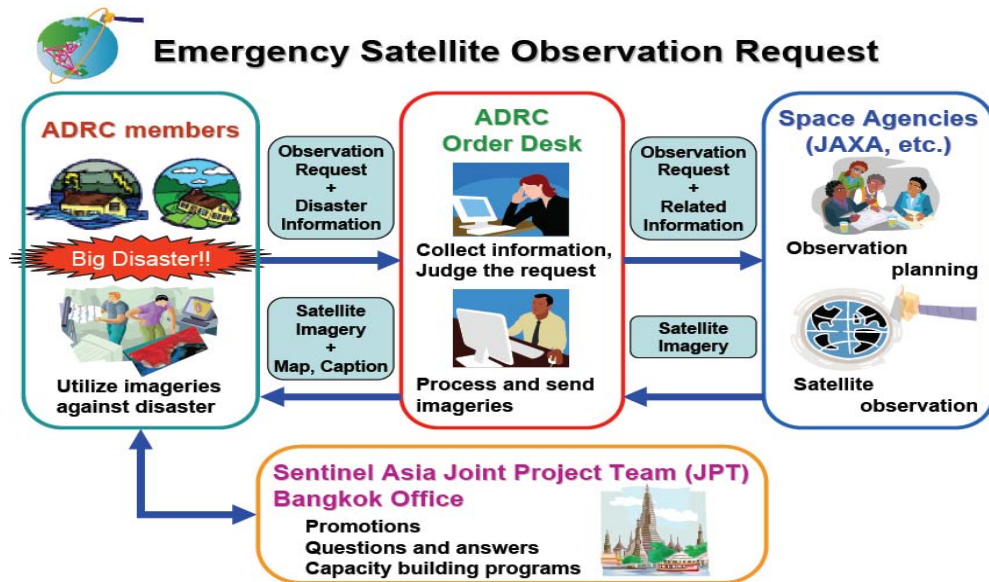 Emergency Satellite Observation Request
ADRC members
Big Disaster!!
Utilize imageries
against disaster
Observation
Request
+
Disaster
Information
Satellite
Imagery
+
Map, Caption
ADRC
Order Desk
Collect information,
Judge the request
Process and send
imageries
Observation
Request
+
Related
Information
Satellite
Imagery
Space Agencies
(JAXA, etc.)
Observation
planning
Satellite
observation
Sentinel Asia Joint Project Team (JPT)
Bangkok Office
Promotions
Questions and answers
Capacity building programs